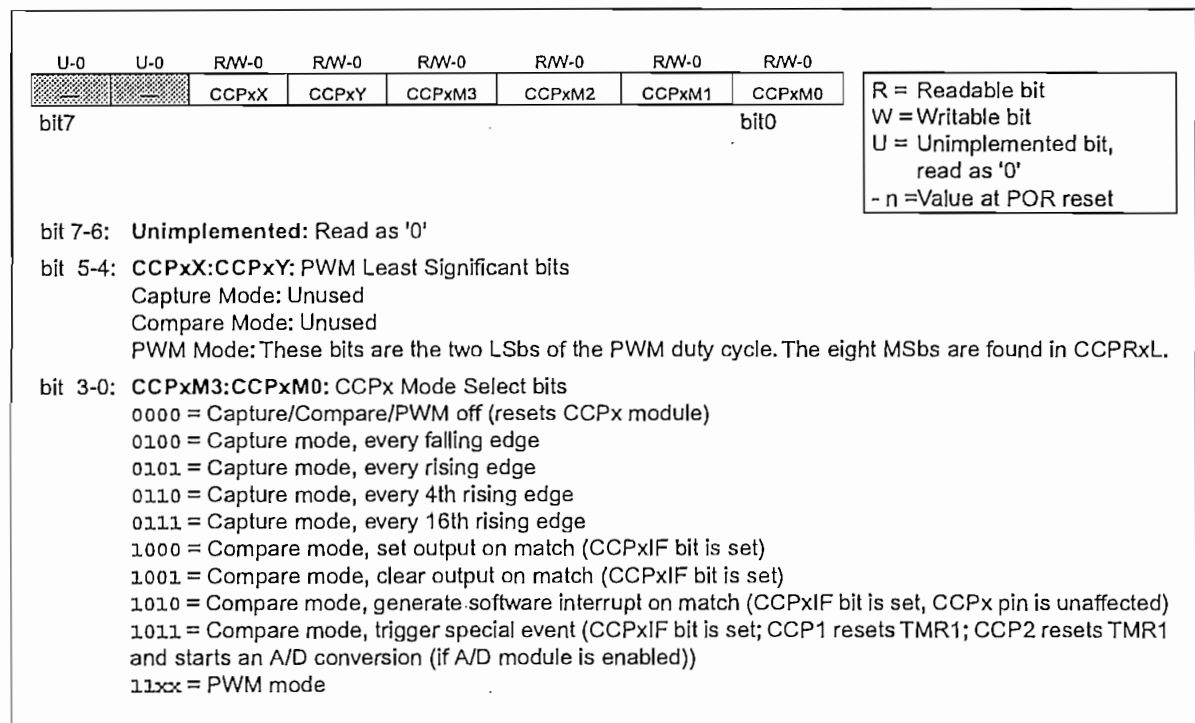 U-0 U-0 R/W-0 R/W-0 R/W-0 R/W-0 R/W-0 R/W-0
— — CCPxX CCPxY CCPxM3 CCPxM2 CCPxM1 CCPxM0
bit7 bit0
R = Readable bit
W = Writable bit
U = Unimplemented bit,
read as '0'
- n =Value at POR reset
bit 7-6: Unimplemented: Read as '0'
bit 5-4: CCPxX:CCPxY: PWM Least Significant bits
Capture Mode: Unused
Compare Mode: Unused
PWM Mode: These bits are the two LSbs of the PWM duty cycle. The eight MSbs are found in CCPRxL.
bit 3-0: CCPxM3:CCPxM0: CCPx Mode Select bits
0000 = Capture/Compare/PWM off (resets CCPx module)
0100 = Capture mode, every falling edge
0101 = Capture mode, every rising edge
0110 = Capture mode, every 4th rising edge
0111 = Capture mode, every 16th rising edge
1000 = Compare mode, set output on match (CCPxIF bit is set)
1001 = Compare mode, clear output on match (CCPxIF bit is set)
1010 = Compare mode, generate software interrupt on match (CCPxIF bit is set, CCPx pin is unaffected)
1011 = Compare mode, trigger special event (CCPxIF bit is set; CCP1 resets TMR1; CCP2 resets TMR1
and starts an A/D conversion (if A/D module is enabled))
11xx = PWM mode